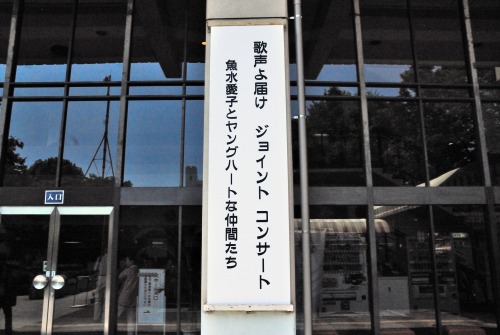 歌声よ届け ジョイント コンサート
魚水愛子とヤングハートな仲間たち
入口